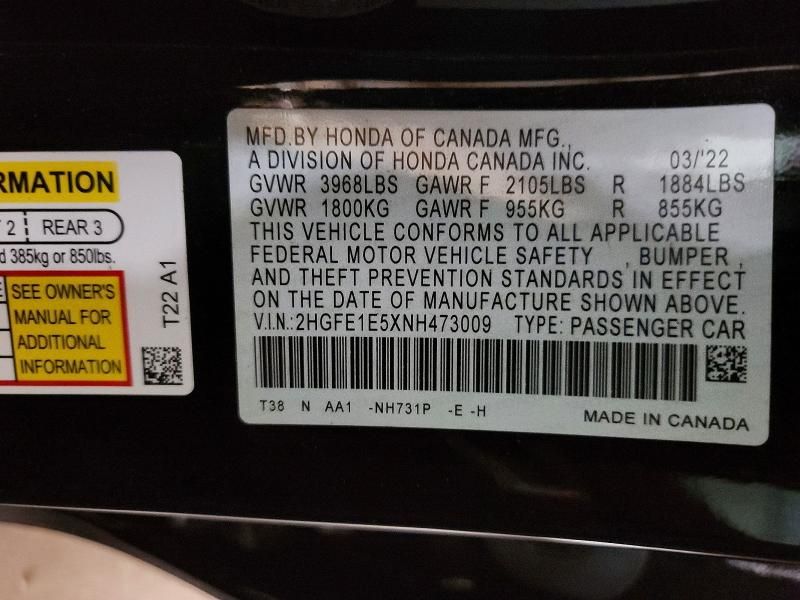 RMATION
2 REAR 3
385kg or 850lbs.
SEE OWNER'S
MANUAL FOR
ADDITIONAL
INFORMATION
T22 A1
MFD.BY HONDA OF CANADA MFG.,
A DIVISION OF HONDA CANADA INC. 03/'22
GVWR 3968LBS GAWR F 2105LBS R 1884LBS
GVWR 1800KG GAWR F 955KG R 855KG
THIS VEHICLE CONFORMS TO ALL APPLICABLE
FEDERAL MOTOR VEHICLE SAFETY , BUMPER ,
AND THEFT PREVENTION STANDARDS IN EFFECT
ON THE DATE OF MANUFACTURE SHOWN ABOVE.
V.I.N.:2HGFE1E5XNH473009 TYPE: PASSENGER CAR
T38 N AA1 -NH731P -E -H MADE IN CANADA